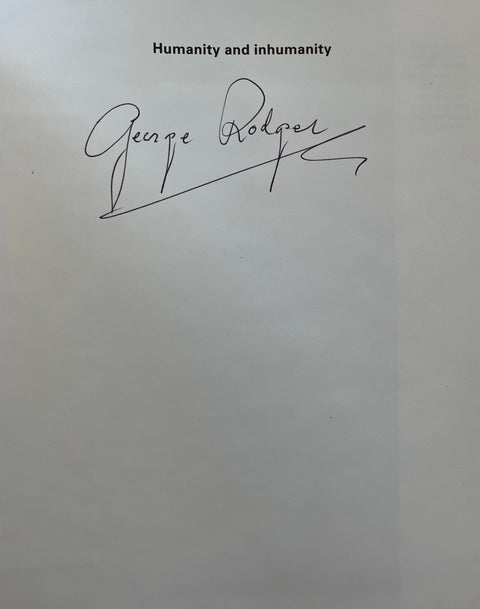 Humanity and inhumanity
George Rodger